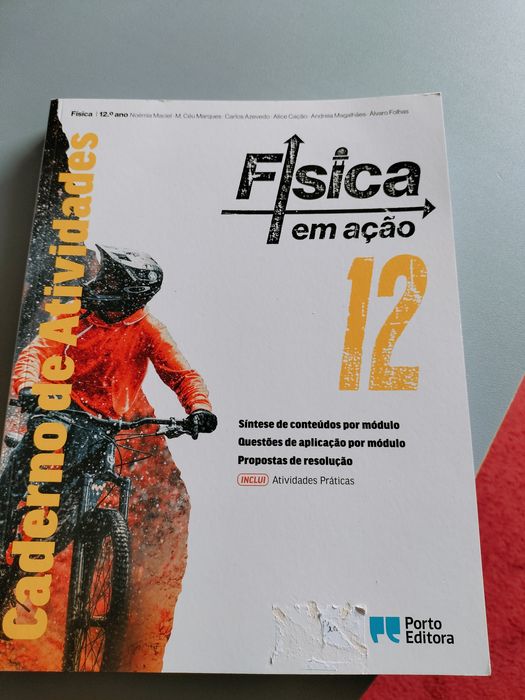 Física | 12.º ano Noémia Maciel · M. Céu Marques · Carlos Azevedo · Alice Cação · Andreia Magalhães · Álvaro Folhas
Caderno de Atividades
Física
em ação
12
Síntese de conteúdos por módulo
Questões de aplicação por módulo
Propostas de resolução
INCLUI Atividades Práticas
Porto
Editora